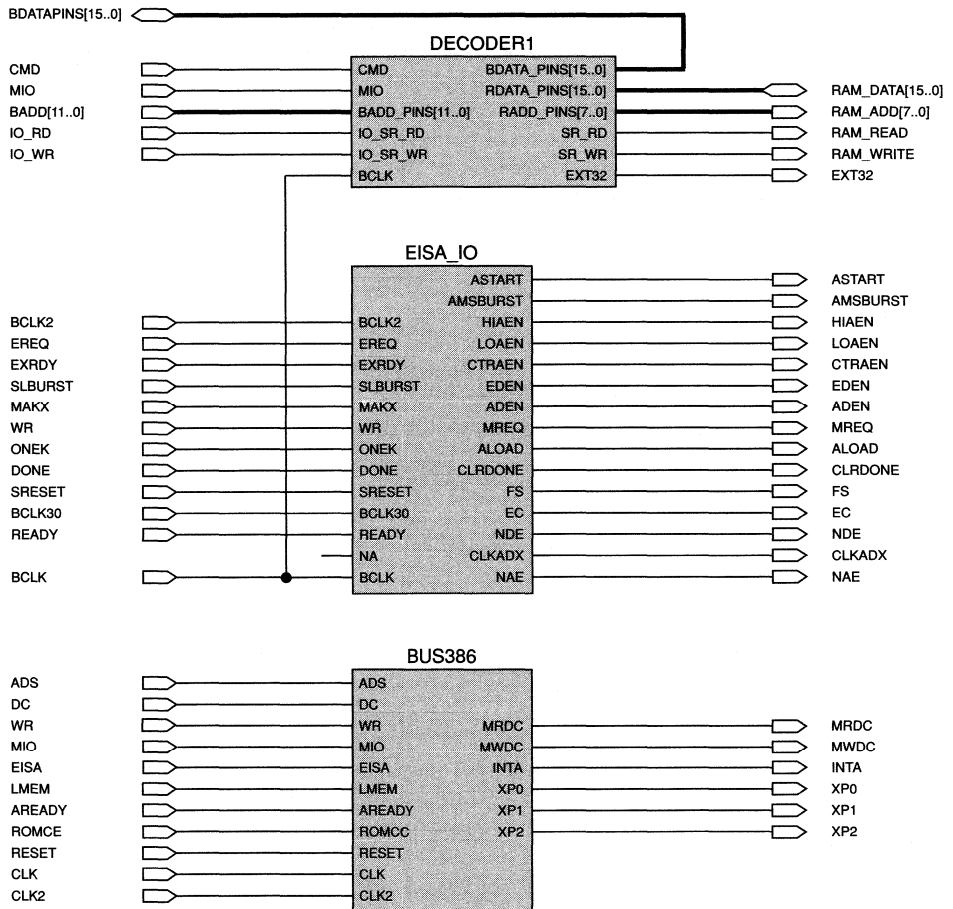 BDATAPINS[15..0]
DECODER1
CMD CMD BDATA_PINS[15..0]
MIO MIO RDATA_PINS[15..0] RAM_DATA[15..0]
BADD[11..0] BADD_PINS[11..0] RADD_PINS[7..0] RAM_ADD[7..0]
IO_RD IO_SR_RD SR_RD RAM_READ
IO_WR IO_SR_WR SR_WR RAM_WRITE
BCLK EXT32 EXT32
EISA_IO
ASTART ASTART
AMSBURST AMSBURST
BCLK2 BCLK2 HIAEN HIAEN
EREQ EREQ LOAEN LOAEN
EXRDY EXRDY CTRAEN CTRAEN
SLBURST SLBURST EDEN EDEN
MAKX MAKX ADEN ADEN
WR WR MREQ MREQ
ONEK ONEK ALOAD ALOAD
DONE DONE CLRDONE CLRDONE
SRESET SRESET FS FS
BCLK30 BCLK30 EC EC
READY READY NDE NDE
NA CLKADX CLKADX
BCLK BCLK NAE NAE
BUS386
ADS ADS
DC DC
WR WR MRDC MRDC
MIO MIO MWDC MWDC
EISA EISA INTA INTA
LMEM LMEM XP0 XP0
AREADY AREADY XP1 XP1
ROMCE ROMCC XP2 XP2
RESET RESET
CLK CLK
CLK2 CLK2